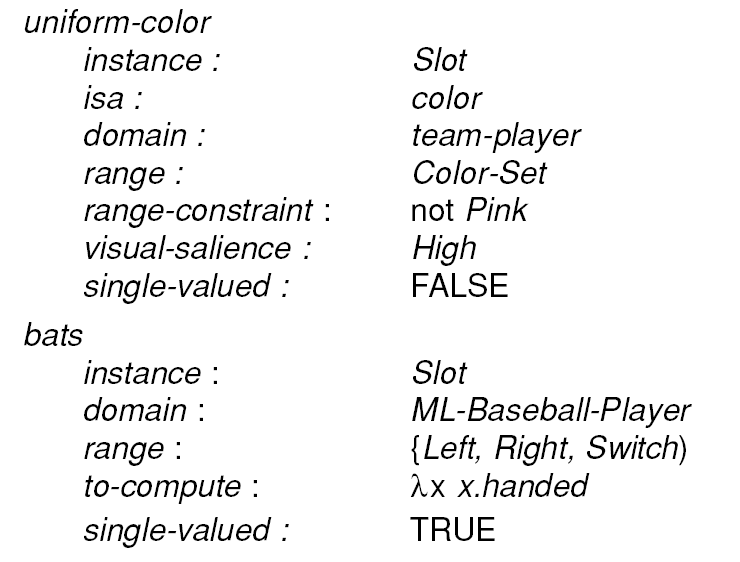 uniform-color
instance : Slot
isa : color
domain : team-player
range : Color-Set
range-constraint : not Pink
visual-salience : High
single-valued : FALSE
bats
instance : Slot
domain : ML-Baseball-Player
range : {Left, Right, Switch)
to-compute : λx x.handed
single-valued : TRUE